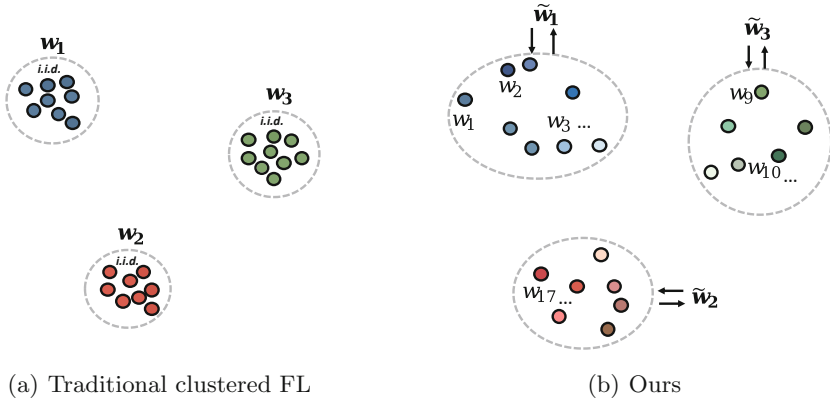 w₁
i.i.d.
w₃
i.i.d.
w₂
i.i.d.
(a) Traditional clustered FL
w̃₁
w₂
w₁
w₃ ...
w̃₃
w₉
w₁₀ ...
w₁₇ ...
w̃₂
(b) Ours